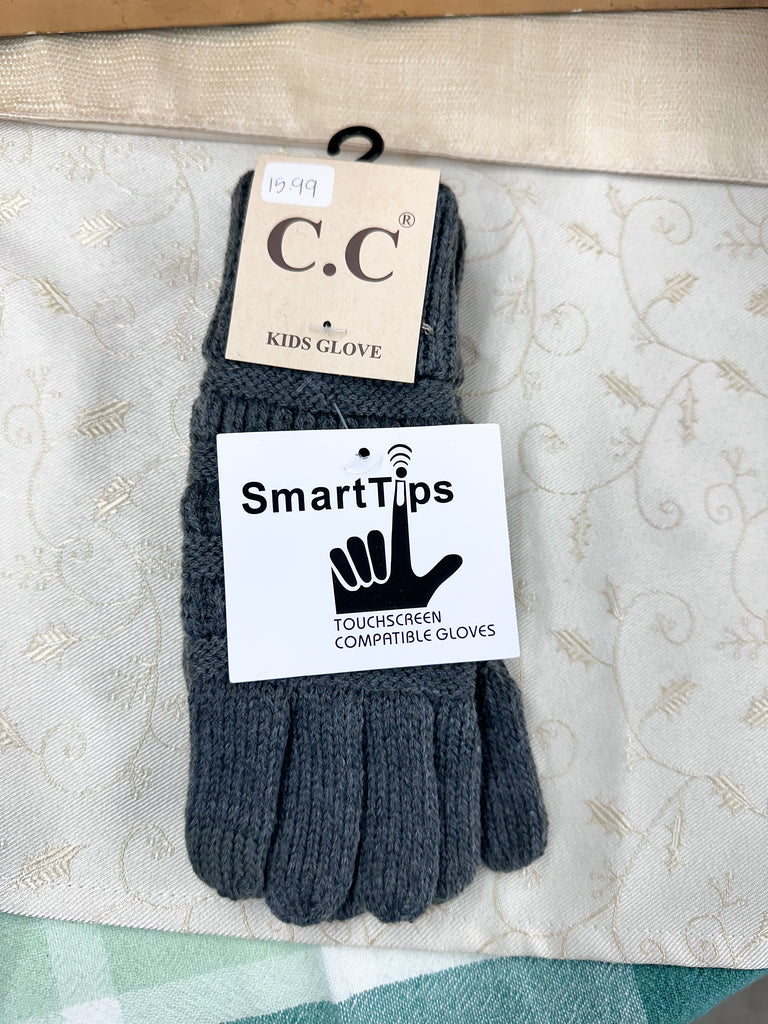 15.99
C.C®
KIDS GLOVE
SmartTips
TOUCHSCREEN
COMPATIBLE GLOVES